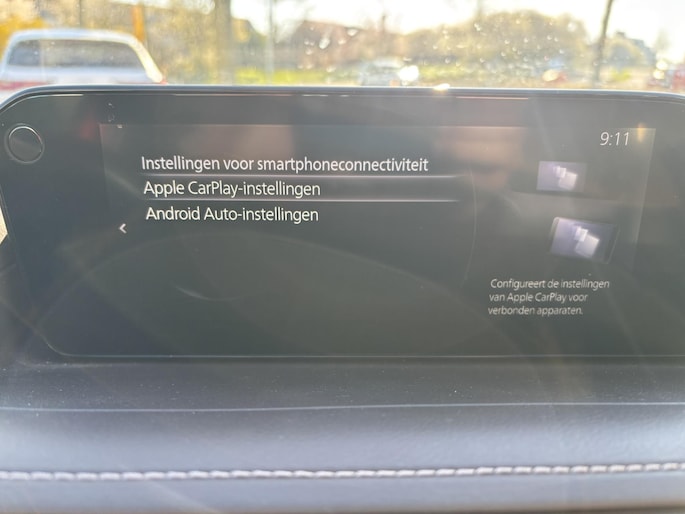 9:11
Instellingen voor smartphoneconnectiviteit
Apple CarPlay-instellingen
Android Auto-instellingen
Configureert de instellingen
van Apple CarPlay voor
verbonden apparaten.